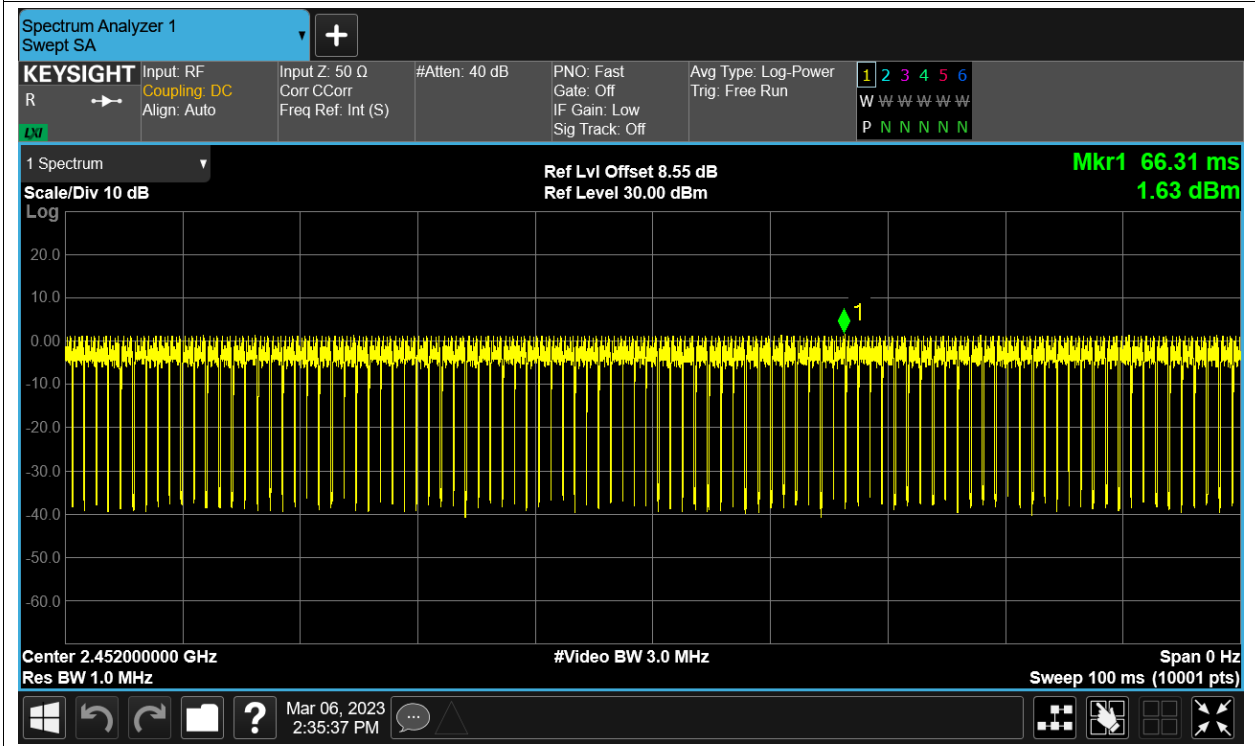 Spectrum Analyzer 1
Swept SA
KEYSIGHT
R
LXI
Input: RF
Coupling: DC
Align: Auto
Input Z: 50 Ω
Corr CCorr
Freq Ref: Int (S)
#Atten: 40 dB
PNO: Fast
Gate: Off
IF Gain: Low
Sig Track: Off
Avg Type: Log-Power
Trig: Free Run
1 2 3 4 5 6
W W W W W W
P N N N N N
1 Spectrum
Scale/Div 10 dB
Log
Ref Lvl Offset 8.55 dB
Ref Level 30.00 dBm
Mkr1 66.31 ms
1.63 dBm
20.0
10.0
0.00
-10.0
-20.0
-30.0
-40.0
-50.0
-60.0
1
Center 2.452000000 GHz
Res BW 1.0 MHz
#Video BW 3.0 MHz
Span 0 Hz
Sweep 100 ms (10001 pts)
?
Mar 06, 2023
2:35:37 PM